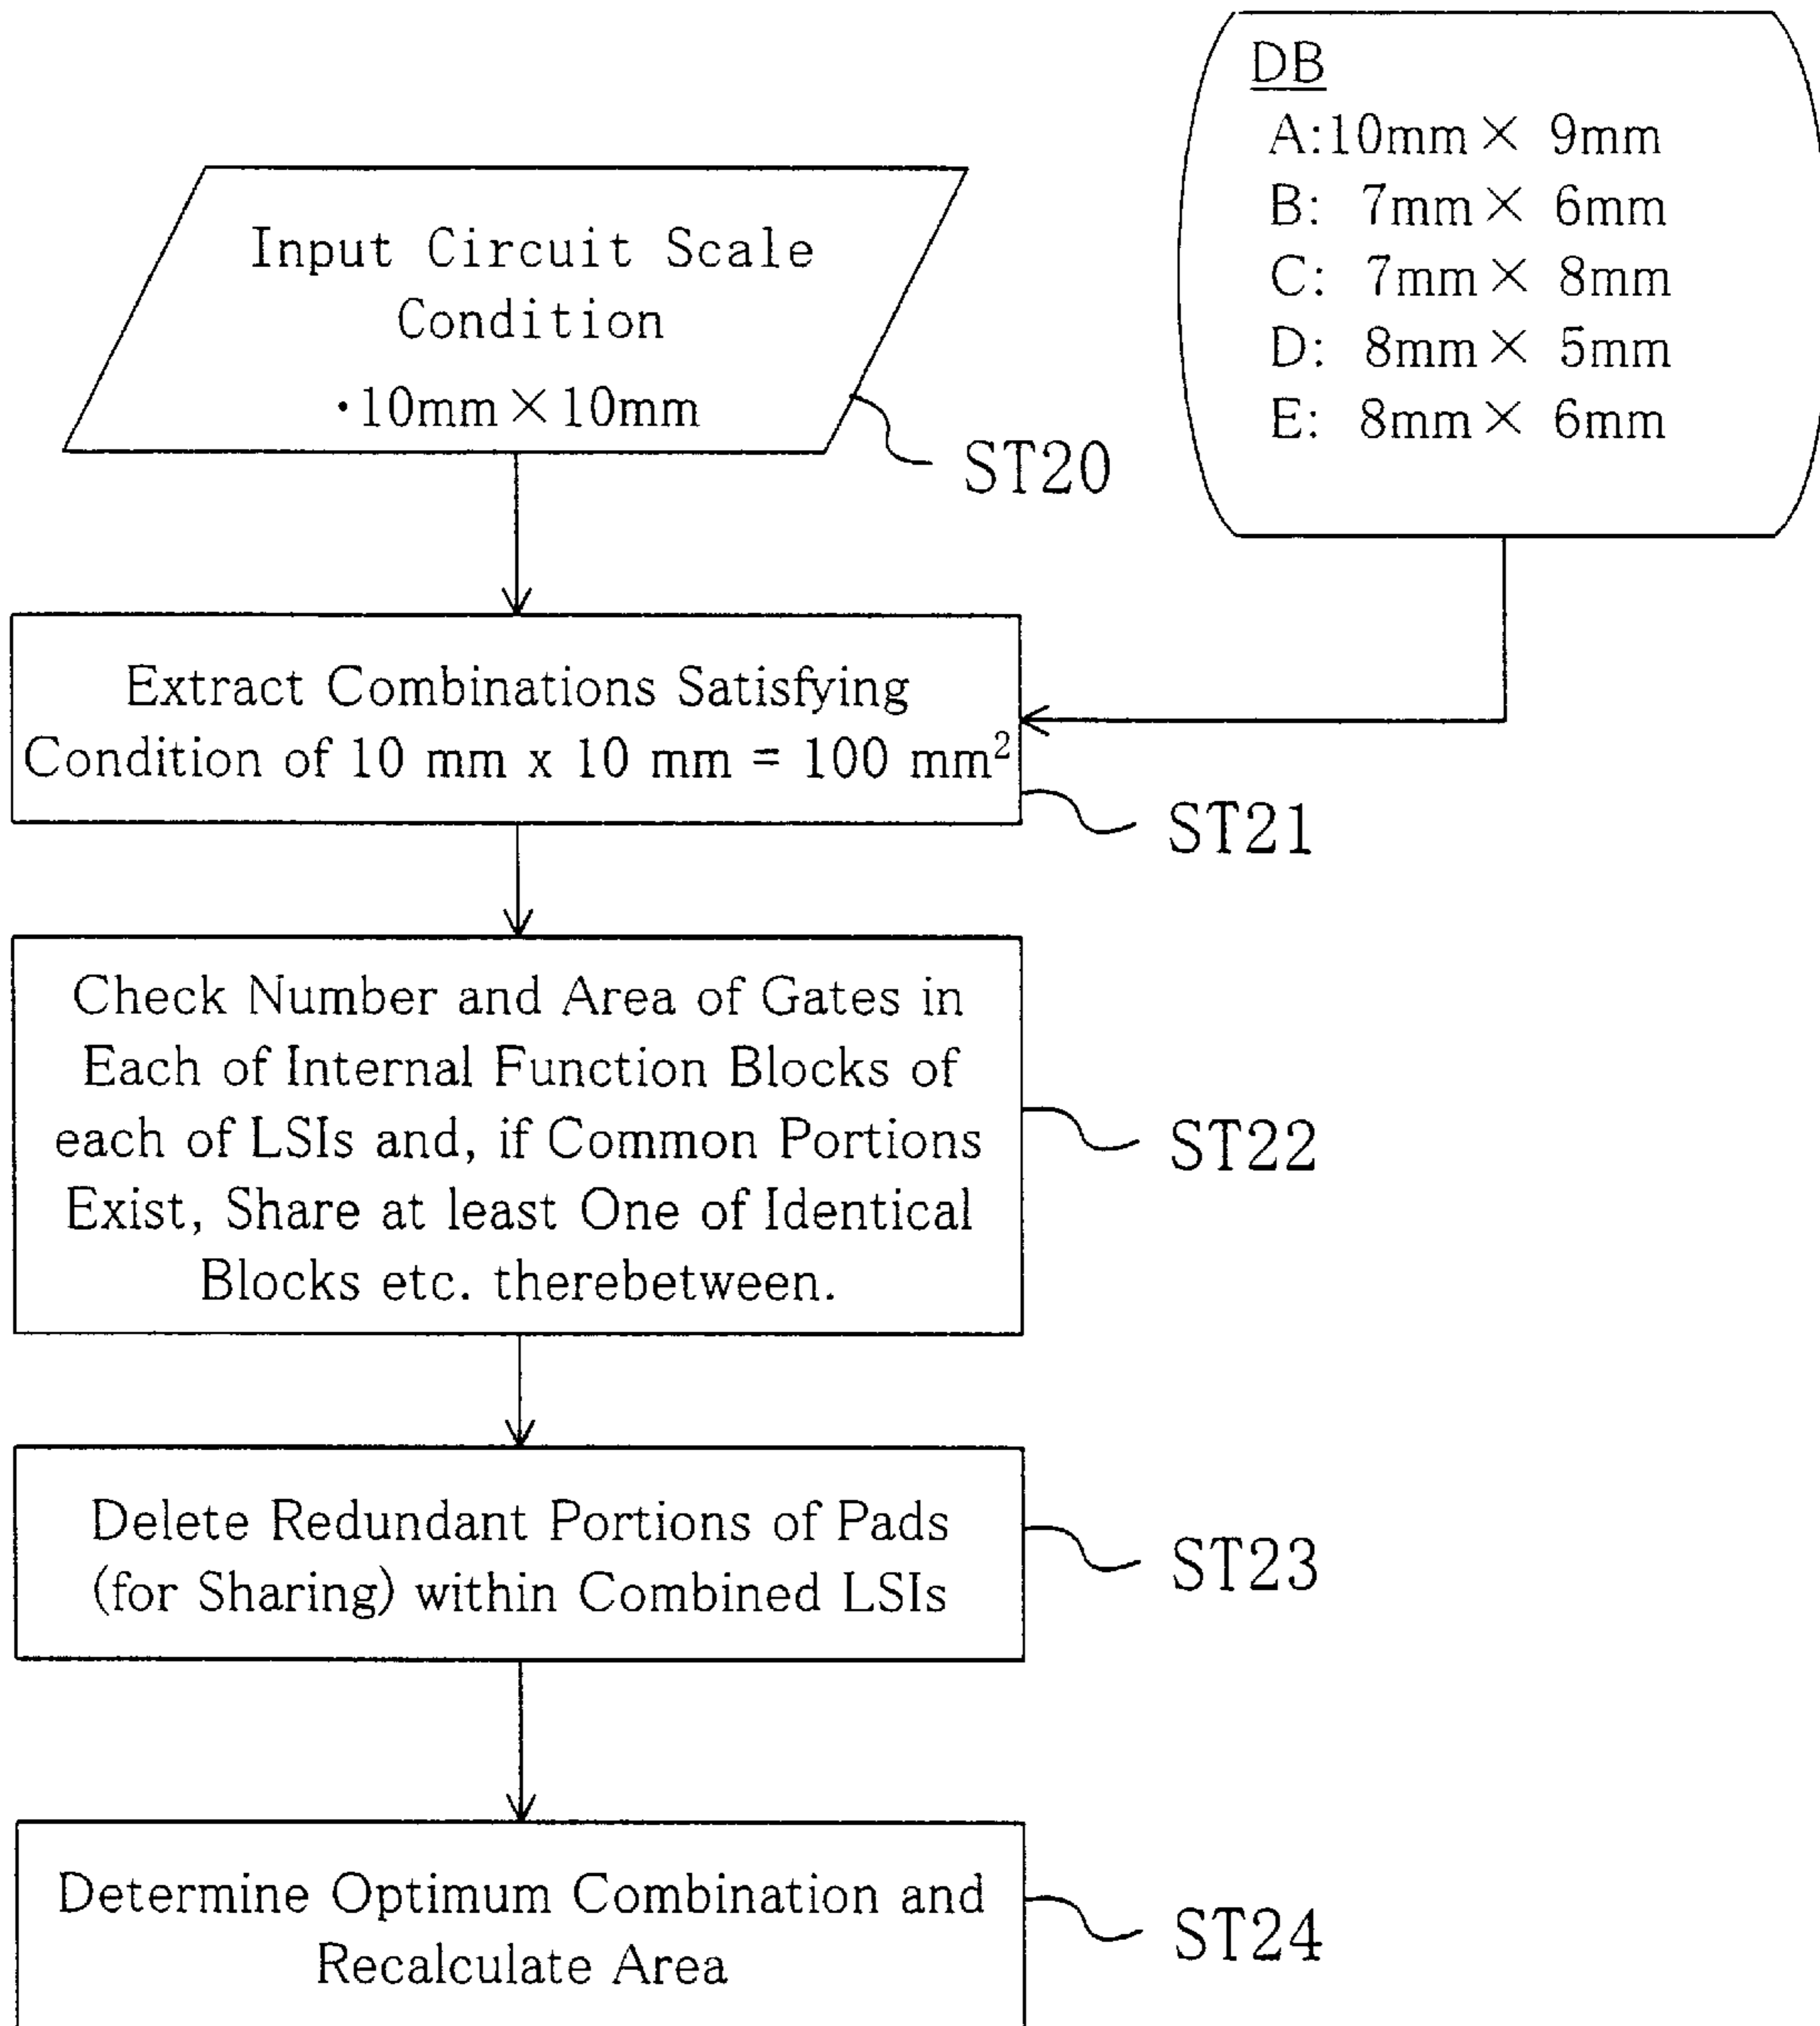 DB
A:10mm × 9mm
B: 7mm × 6mm
C: 7mm × 8mm
D: 8mm × 5mm
E: 8mm × 6mm
Input Circuit Scale
Condition
·10mm×10mm
ST20
Extract Combinations Satisfying
Condition of 10 mm x 10 mm = 100 mm²
ST21
Check Number and Area of Gates in
Each of Internal Function Blocks of
each of LSIs and, if Common Portions
Exist, Share at least One of Identical
Blocks etc. therebetween.
ST22
Delete Redundant Portions of Pads
(for Sharing) within Combined LSIs
ST23
Determine Optimum Combination and
Recalculate Area
ST24